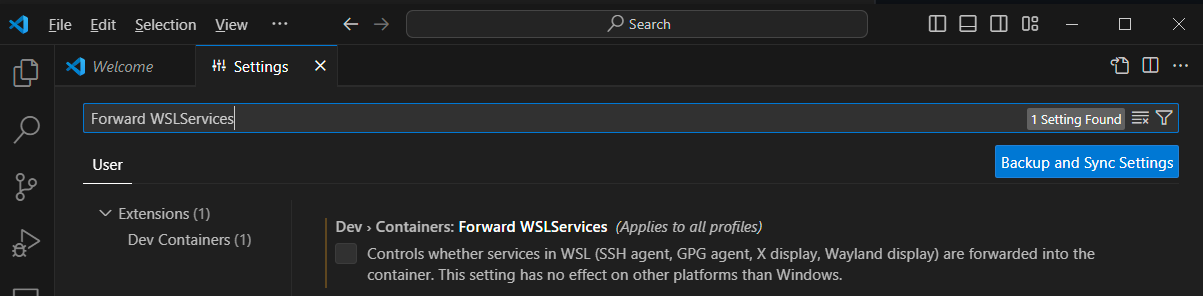 File Edit Selection View ··· Search
Welcome Settings
Forward WSLServices 1 Setting Found
User Backup and Sync Settings
Extensions (1)
Dev Containers (1)
Dev › Containers: Forward WSLServices (Applies to all profiles)
Controls whether services in WSL (SSH agent, GPG agent, X display, Wayland display) are forwarded into the
container. This setting has no effect on other platforms than Windows.